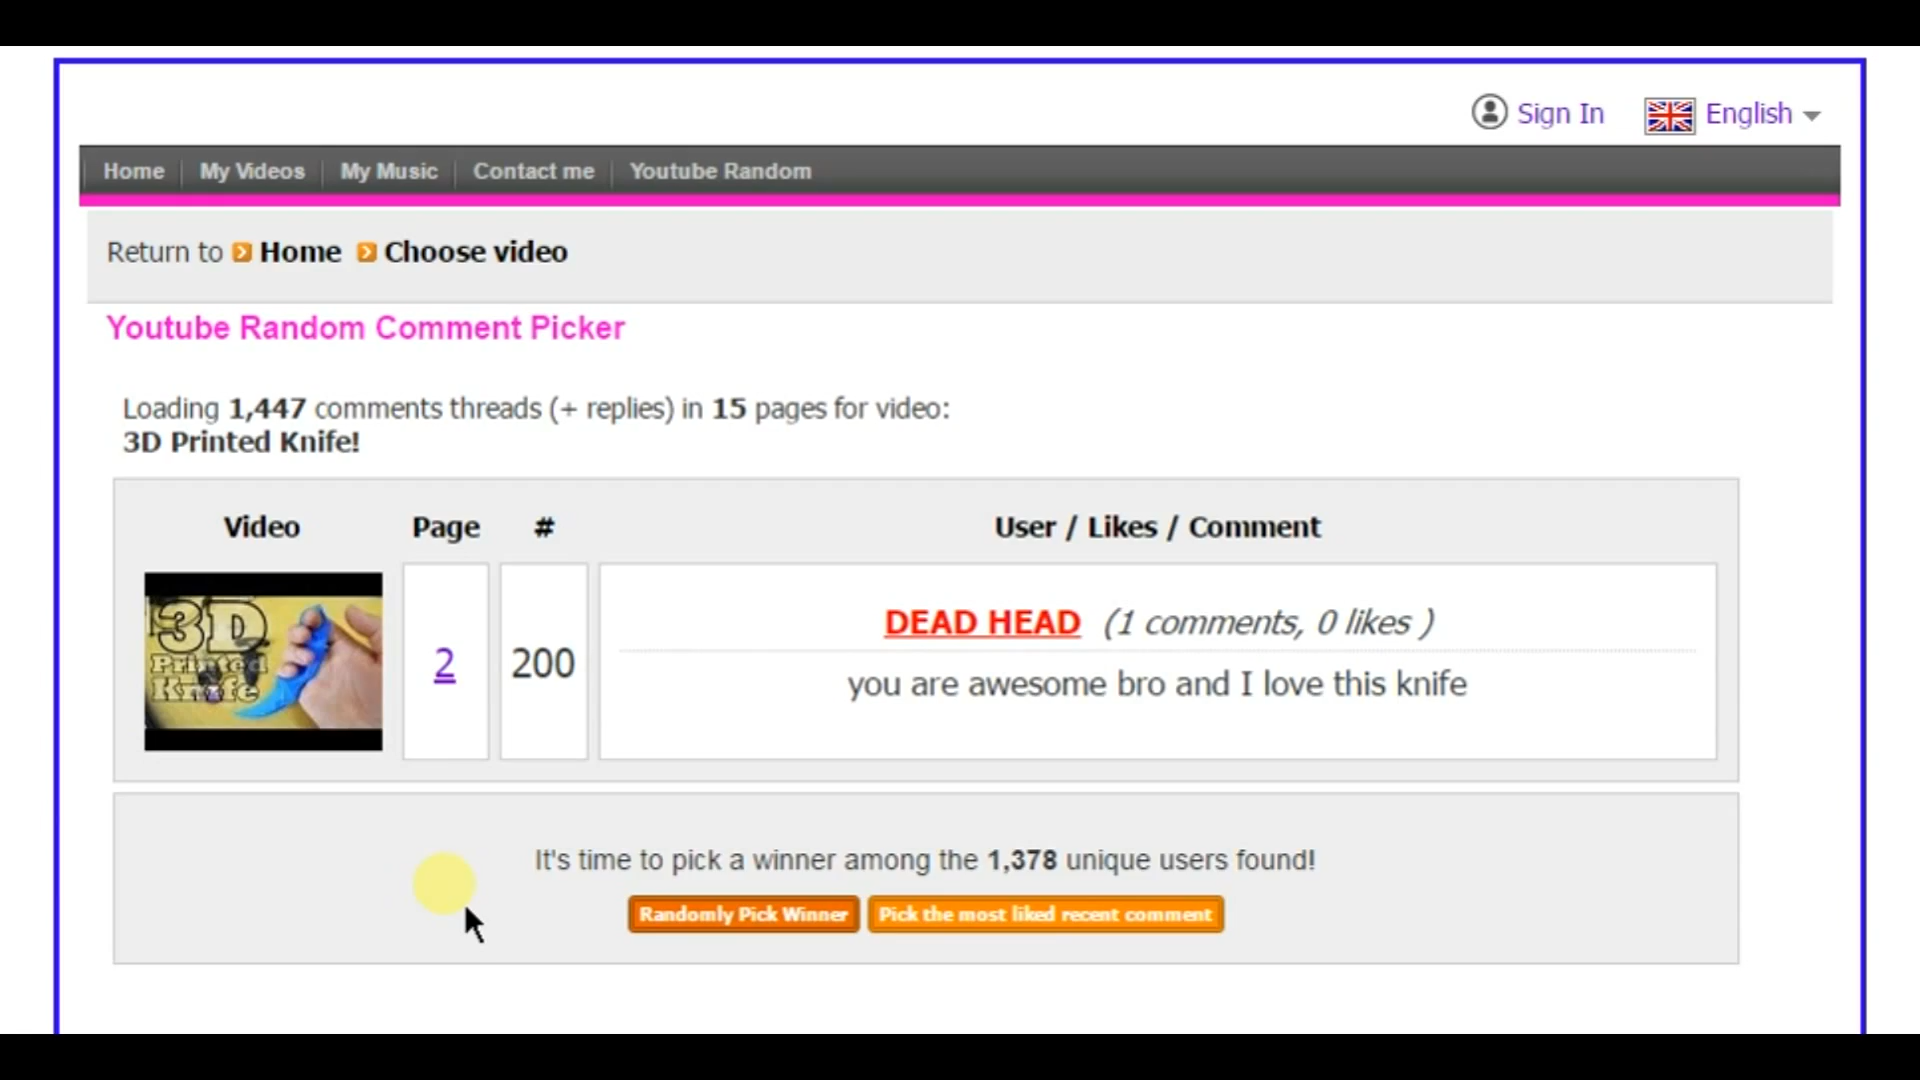 Sign In English
Home My Videos My Music Contact me Youtube Random
Return to Home Choose video
Youtube Random Comment Picker
Loading 1,447 comments threads (+ replies) in 15 pages for video:
3D Printed Knife!
Video Page # User / Likes / Comment
3D
Printed
Knife
2
200
DEAD HEAD (1 comments, 0 likes )
you are awesome bro and I love this knife
It's time to pick a winner among the 1,378 unique users found!
Randomly Pick Winner Pick the most liked recent comment